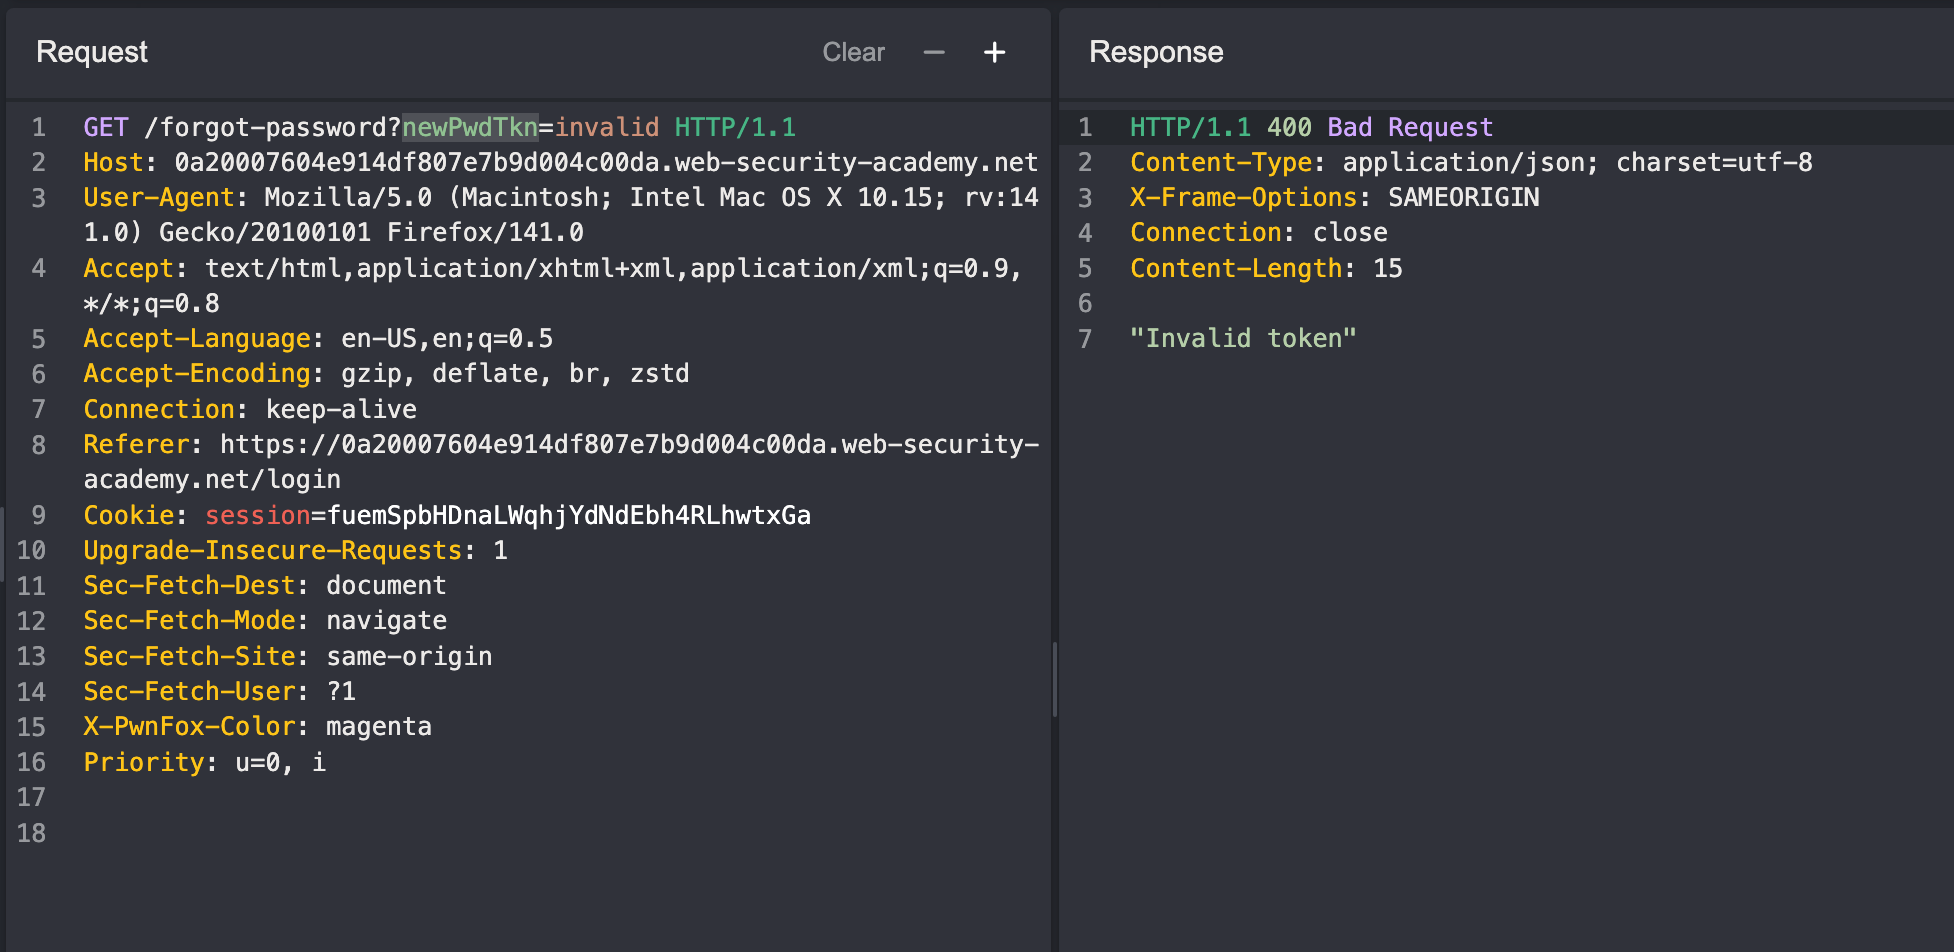 Request
Clear
Response
1 GET /forgot-password?newPwdTkn=invalid HTTP/1.1
2 Host: 0a20007604e914df807e7b9d004c00da.web-security-academy.net
3 User-Agent: Mozilla/5.0 (Macintosh; Intel Mac OS X 10.15; rv:14
1.0) Gecko/20100101 Firefox/141.0
4 Accept: text/html,application/xhtml+xml,application/xml;q=0.9,
*/*;q=0.8
5 Accept-Language: en-US,en;q=0.5
6 Accept-Encoding: gzip, deflate, br, zstd
7 Connection: keep-alive
8 Referer: https://0a20007604e914df807e7b9d004c00da.web-security-
academy.net/login
9 Cookie: session=fuemSpbHDnaLWqhjYdNdEbh4RLhwtxGa
10 Upgrade-Insecure-Requests: 1
11 Sec-Fetch-Dest: document
12 Sec-Fetch-Mode: navigate
13 Sec-Fetch-Site: same-origin
14 Sec-Fetch-User: ?1
15 X-PwnFox-Color: magenta
16 Priority: u=0, i
17
18
1 HTTP/1.1 400 Bad Request
2 Content-Type: application/json; charset=utf-8
3 X-Frame-Options: SAMEORIGIN
4 Connection: close
5 Content-Length: 15
6
7 "Invalid token"